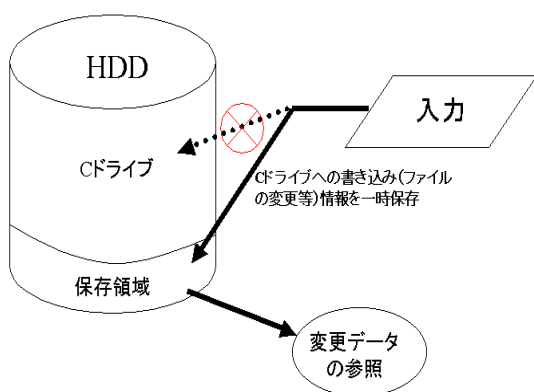 HDD
入力
Cドライブ
Cドライブへの書き込み(ファイル
の変更等)情報を一時保存
保存領域
変更データ
の参照